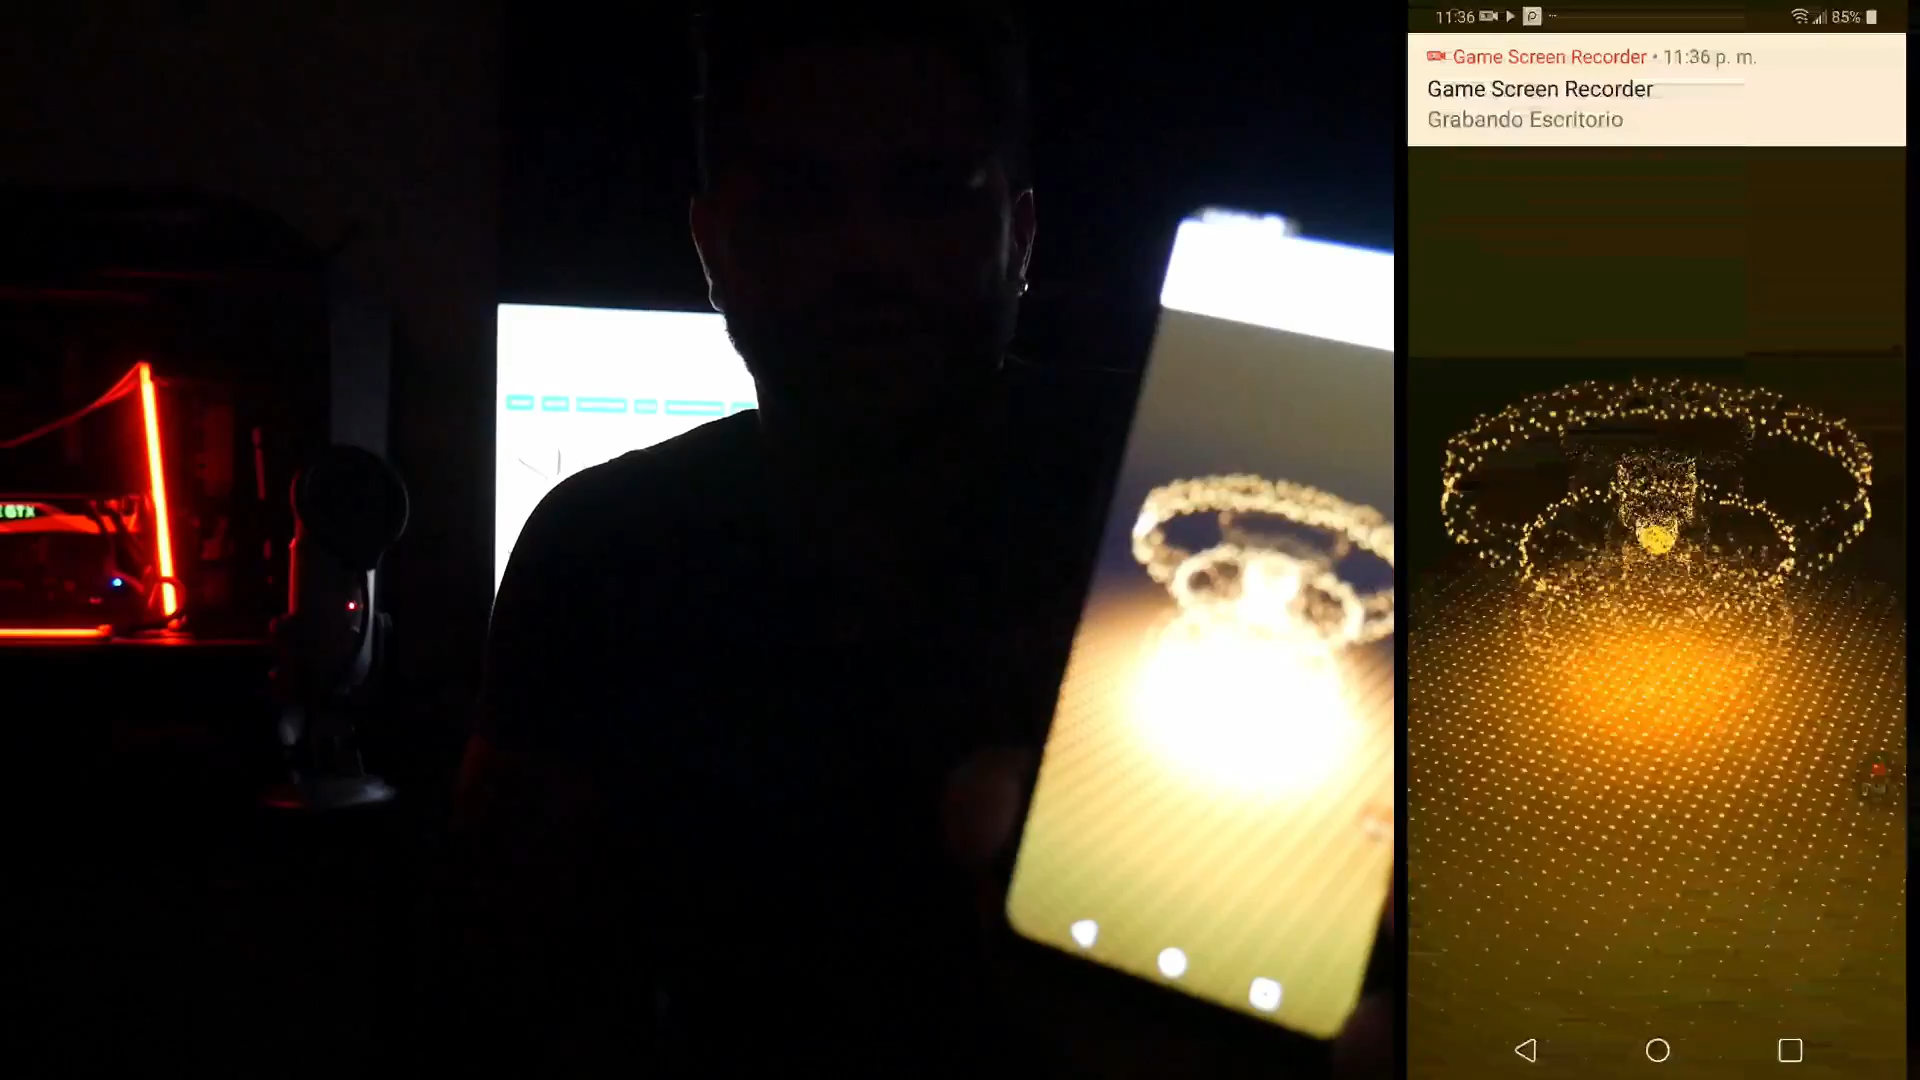 GTX
11:36
85%
Game Screen Recorder • 11:36 p. m.
Game Screen Recorder
Grabando Escritorio